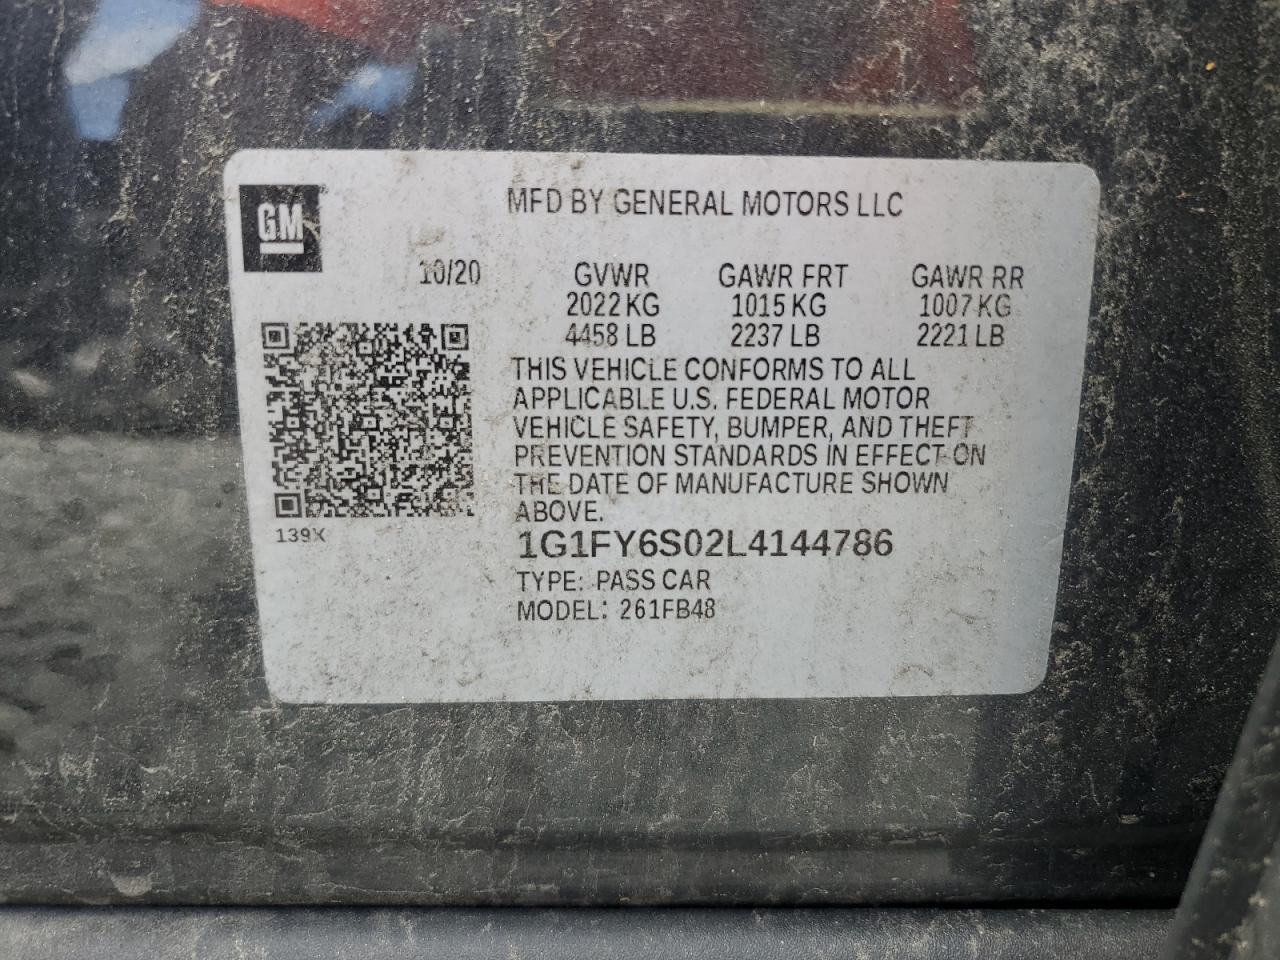 GM
MFD BY GENERAL MOTORS LLC
10/20 GVWR GAWR FRT GAWR RR
2022 KG 1015 KG 1007 KG
4458 LB 2237 LB 2221 LB
THIS VEHICLE CONFORMS TO ALL
APPLICABLE U.S. FEDERAL MOTOR
VEHICLE SAFETY, BUMPER, AND THEFT
PREVENTION STANDARDS IN EFFECT ON
THE DATE OF MANUFACTURE SHOWN
ABOVE.
139X
1G1FY6S02L4144786
TYPE: PASS CAR
MODEL: 261FB48